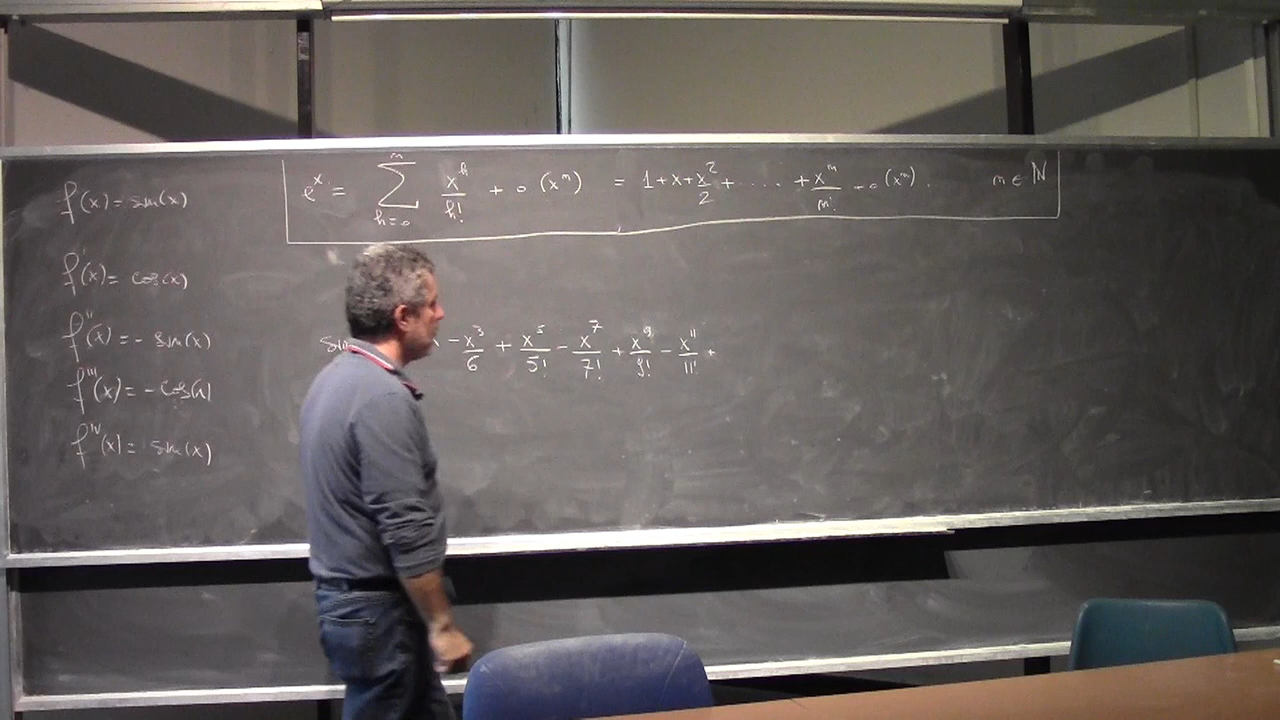 e^x = ∑_{h=0}^{n} x^h/h! + o(x^n) = 1+x+x^2/2+ .... +x^n/n! +o(x^n). n ∈ ℕ
f(x) = sin(x)
f'(x) = cos(x)
f''(x) = - sin(x)
f'''(x) = - cos(x)
f^{IV}(x) = sin(x)
- x^3/6 + x^5/5! - x^7/7! + x^9/9! - x^11/11! +